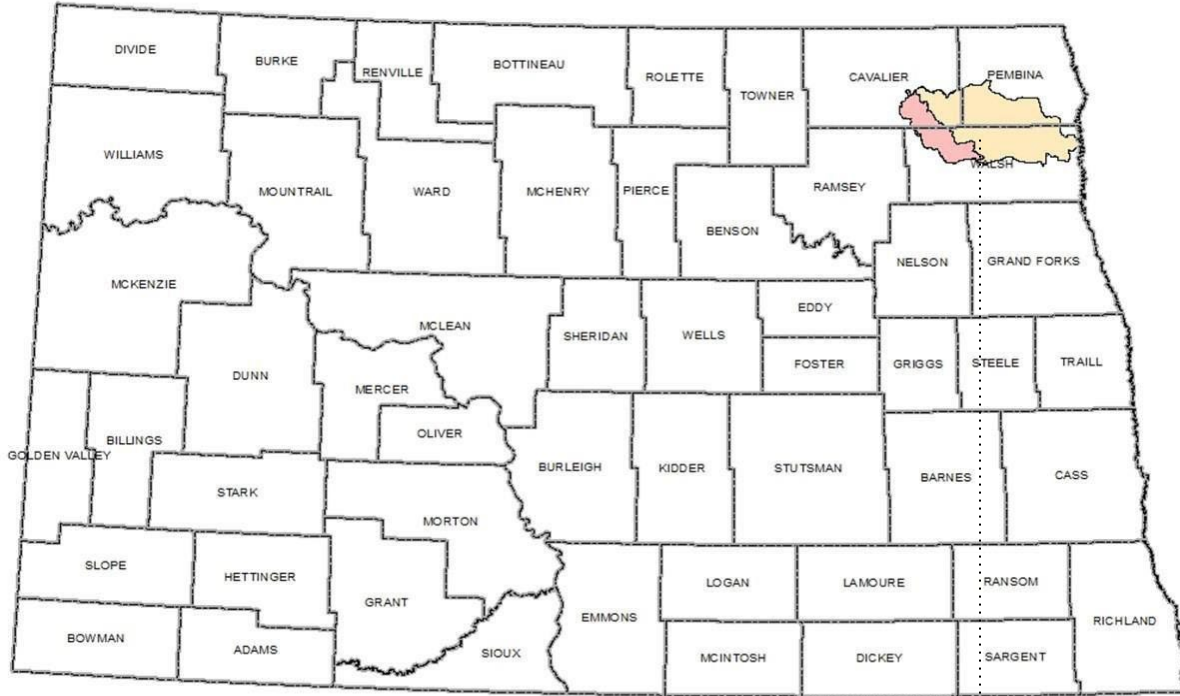 DIVIDE
BURKE
RENVILLE
BOTTINEAU
ROLETTE
TOWNER
CAVALIER
PEMBINA
WILLIAMS
MOUNTRAIL
WARD
MCHENRY
PIERCE
BENSON
RAMSEY
WALSH
NELSON
GRAND FORKS
MCKENZIE
DUNN
MCLEAN
MERCER
OLIVER
SHERIDAN
WELLS
EDDY
FOSTER
GRIGGS
STEELE
TRAILL
GOLDEN VALLEY
BILLINGS
STARK
MORTON
BURLEIGH
KIDDER
STUTSMAN
BARNES
CASS
SLOPE
HETTINGER
GRANT
EMMONS
LOGAN
LAMOURE
RANSOM
RICHLAND
BOWMAN
ADAMS
SIOUX
MCINTOSH
DICKEY
SARGENT